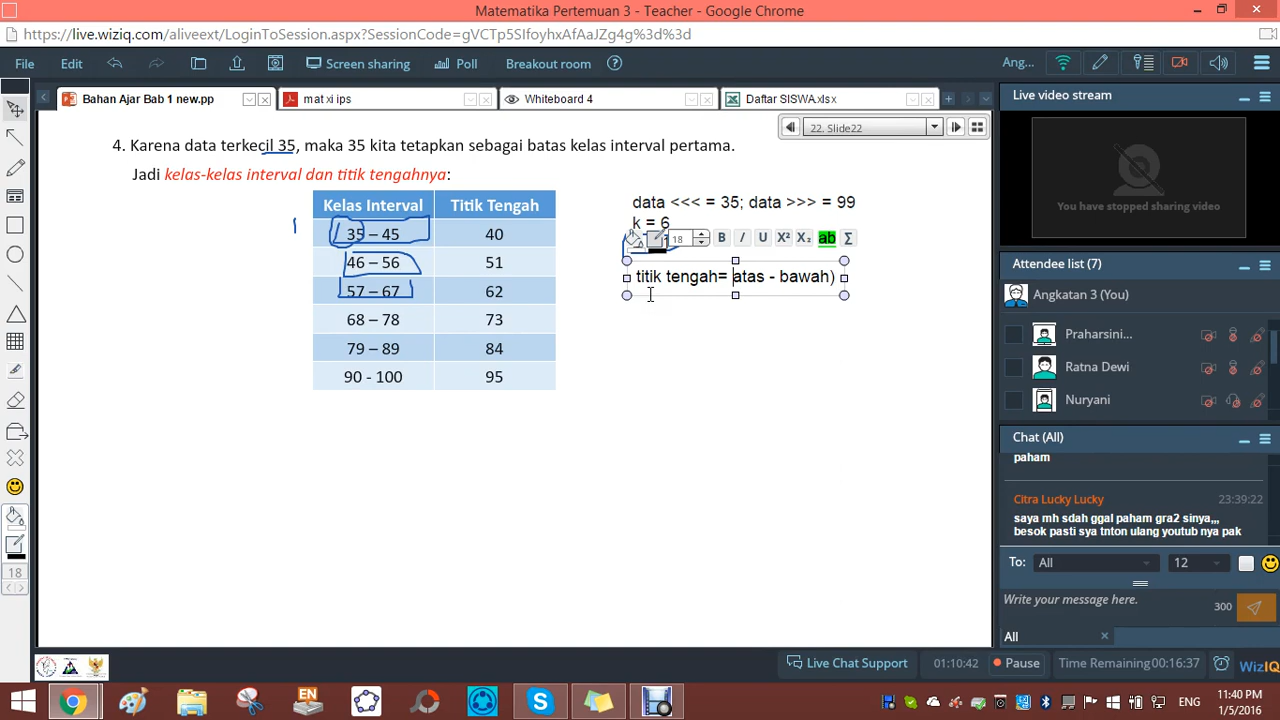 Matematika Pertemuan 3 - Teacher - Google Chrome
https://live.wiziq.com/aliveext/LoginToSession.aspx?SessionCode=gVCTp5SIfoyhxAfAaJZg4g%3d%3d
File Edit Screen sharing Poll Breakout room Ang...
Bahan Ajar Bab 1 new.pp
mat xi ips
Whiteboard 4
Daftar SISWA.xlsx
22. Slide22
4. Karena data terkecil 35, maka 35 kita tetapkan sebagai batas kelas interval pertama.
Jadi kelas-kelas interval dan titik tengahnya:
Kelas Interval Titik Tengah
35 – 45 40
46 – 56 51
57 – 67 62
68 – 78 73
79 – 89 84
90 - 100 95
data <<< = 35; data >>> = 99
k = 6
18 B I U X² X₂ ab Σ
titik tengah= atas - bawah)
18
Live video stream
You have stopped sharing video
Attendee list (7)
Angkatan 3 (You)
Praharsini...
Ratna Dewi
Nuryani
Chat (All)
paham
Citra Lucky Lucky 23:39:22
saya mh sdah ggal paham gra2 sinya,,,
besok pasti sya tnton ulang youtub nya pak
To: All 12
Write your message here. 300
All
Live Chat Support 01:10:42 Pause Time Remaining 00:16:37 WizIQ
EN
ENG
11:40 PM
1/5/2016